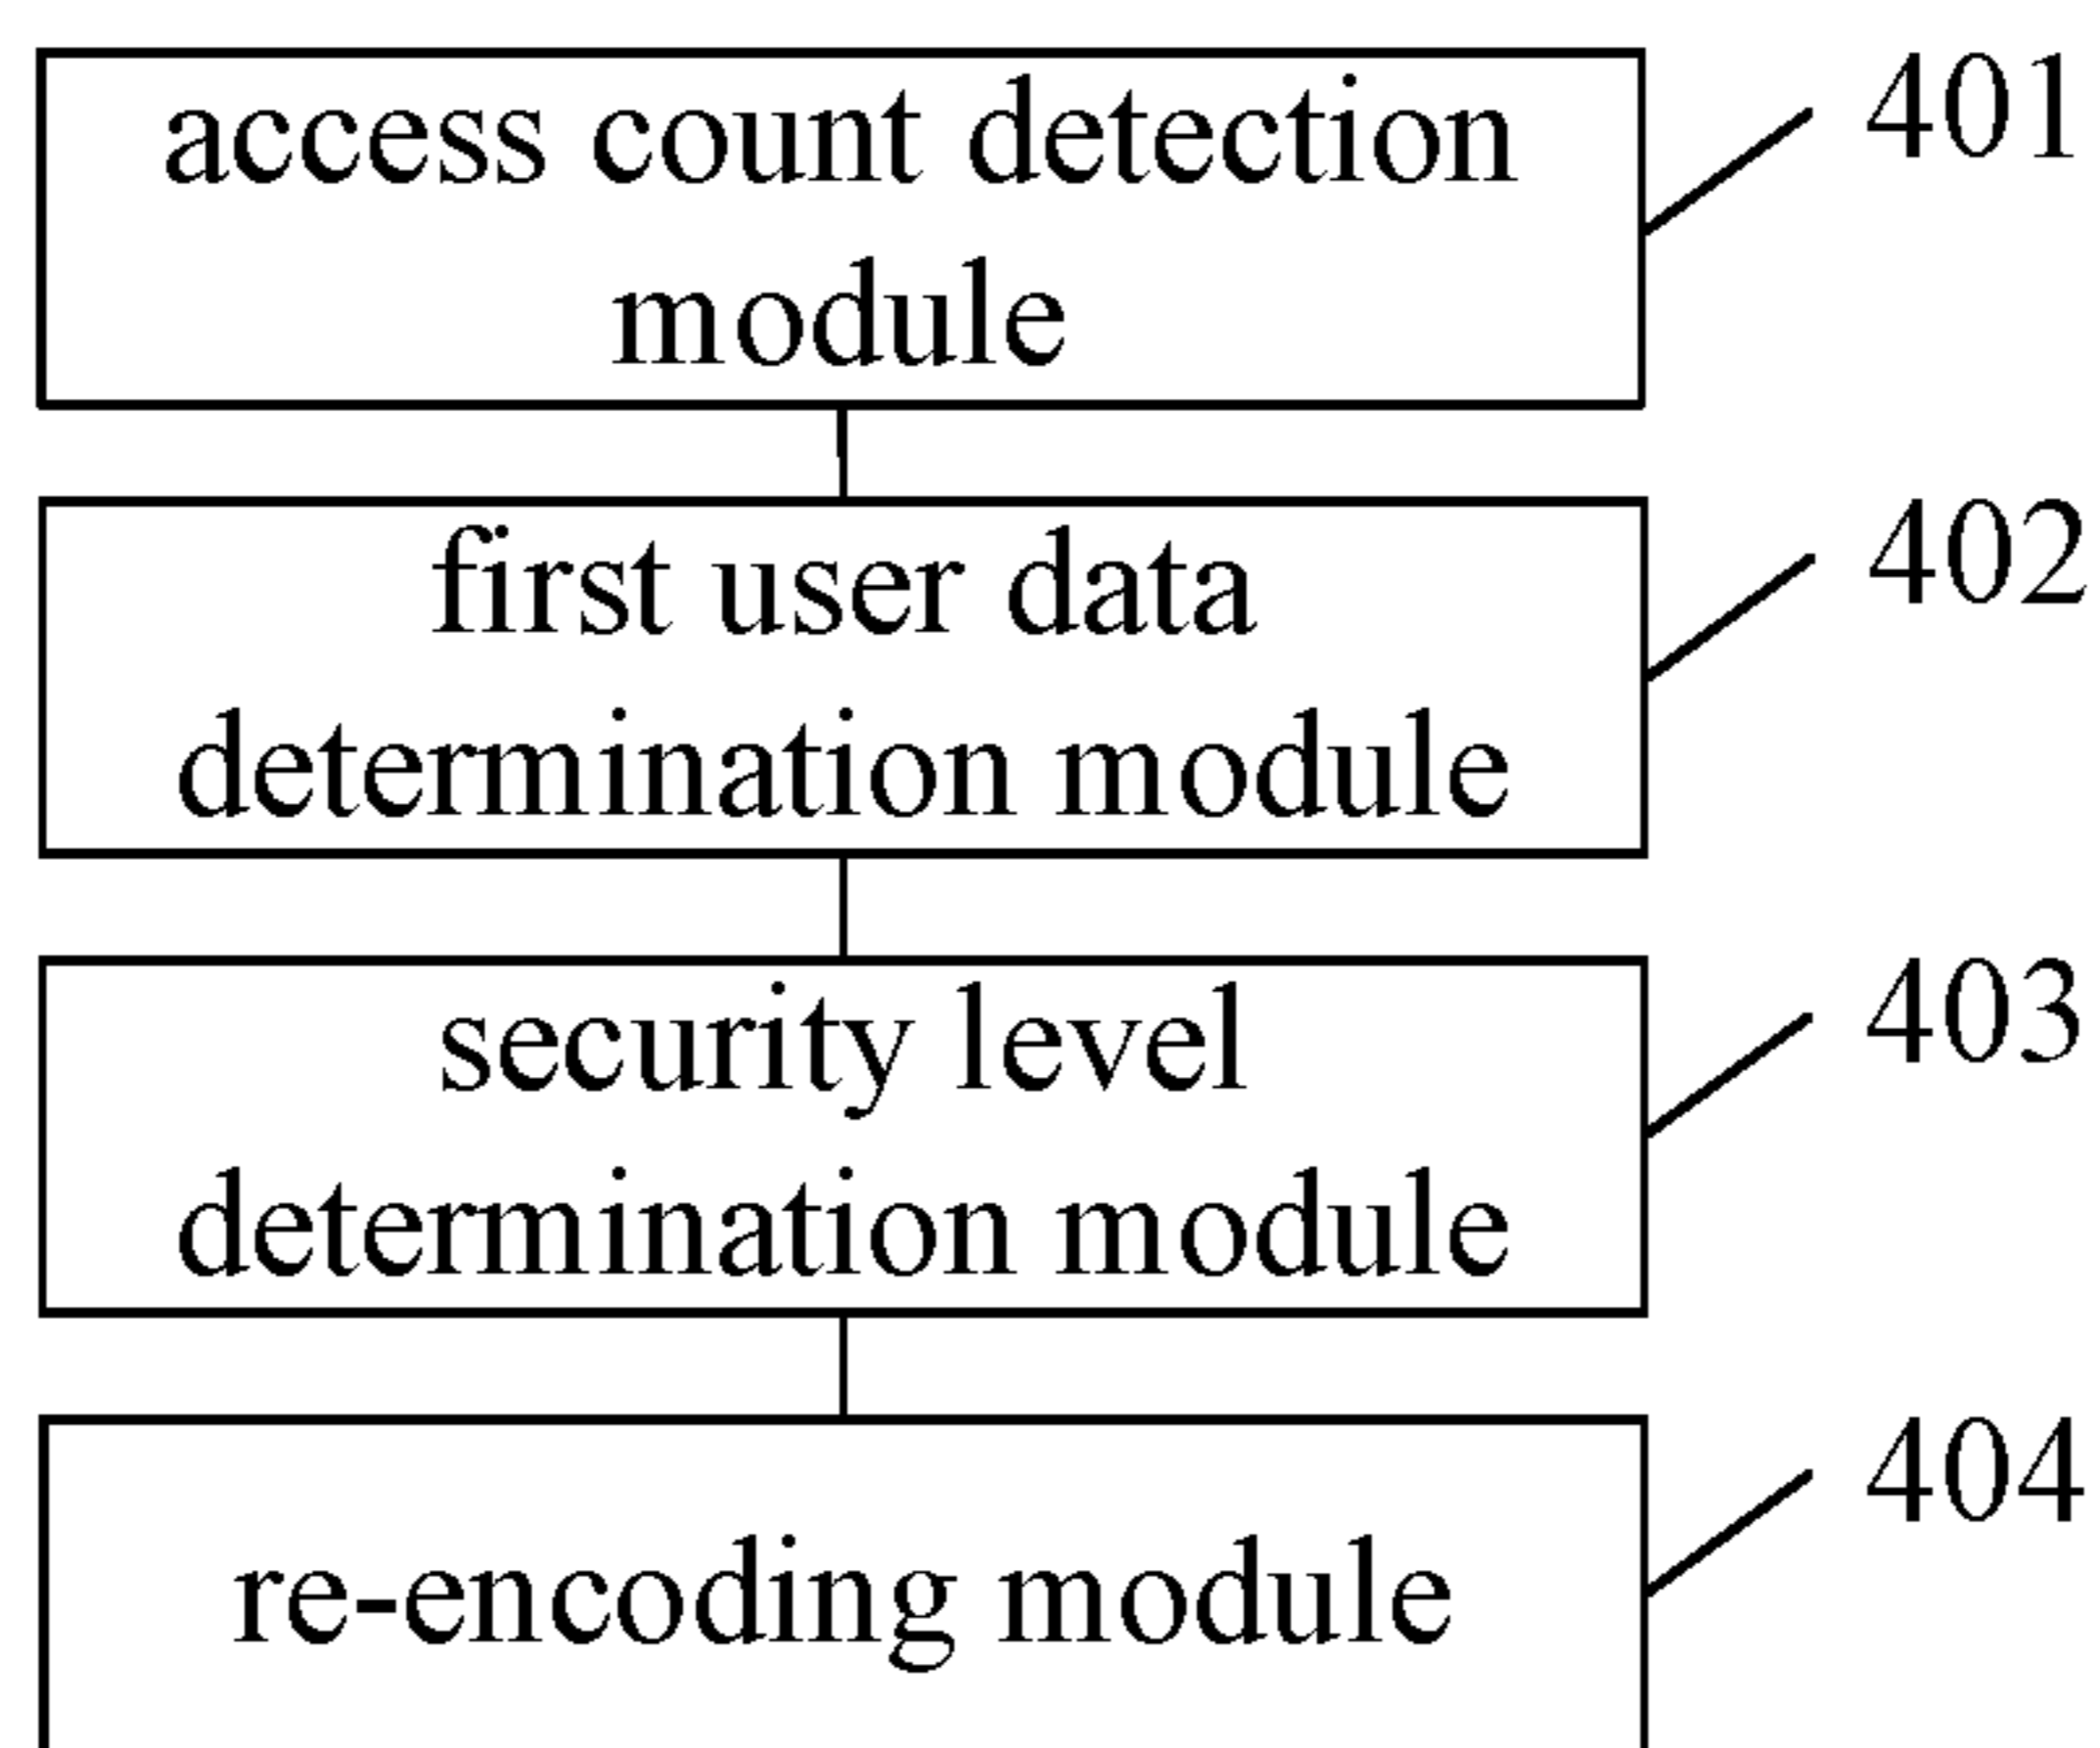 access count detection
module
401
first user data
determination module
402
security level
determination module
403
re-encoding module
404